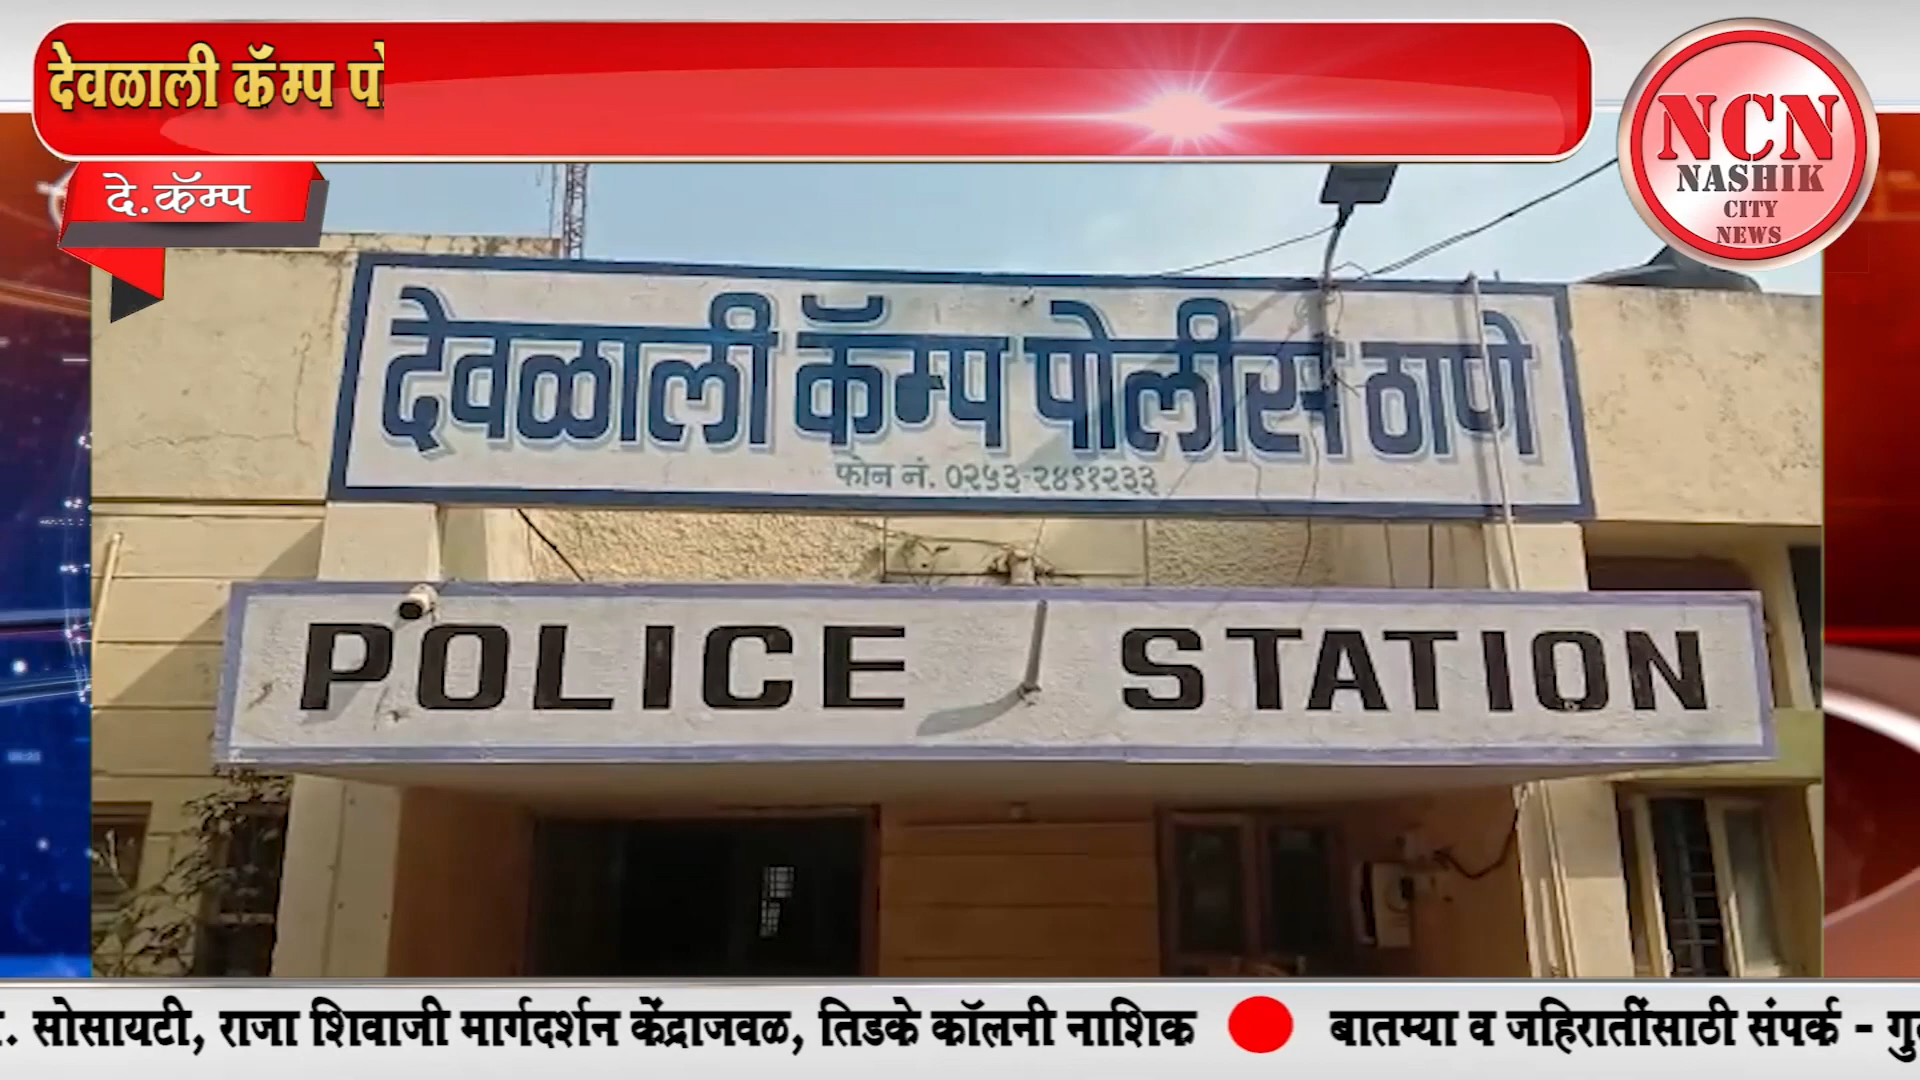 देवळाली कॅम्प
NCN
NASHIK
CITY
NEWS
दे.कॅम्प
देवळाली कॅम्प पोलीस ठाणे
फोन नं. ०२५३-२४९१२३३
POLICE STATION
सोसायटी, राजा शिवाजी मार्गदर्शन केंद्राजवळ, तिडके कॉलनी नाशिक
बातम्या व जहिरातींसाठी संपर्क -